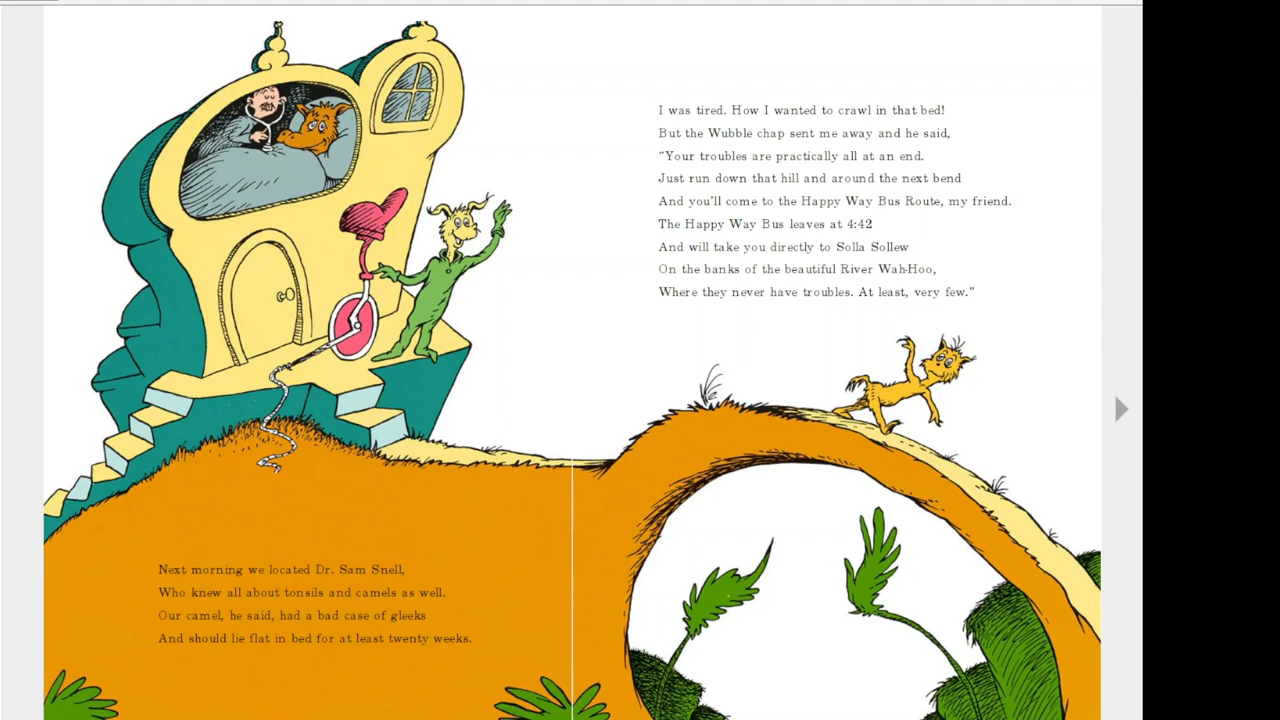 Next morning we located Dr. Sam Snell,
Who knew all about tonsils and camels as well.
Our camel, he said, had a bad case of gleeks
And should lie flat in bed for at least twenty weeks.
I was tired. How I wanted to crawl in that bed!
But the Wubble chap sent me away and he said,
“Your troubles are practically all at an end.
Just run down that hill and around the next bend
And you’ll come to the Happy Way Bus Route, my friend.
The Happy Way Bus leaves at 4:42
And will take you directly to Solla Sollew
On the banks of the beautiful River Wah-Hoo,
Where they never have troubles. At least, very few.”